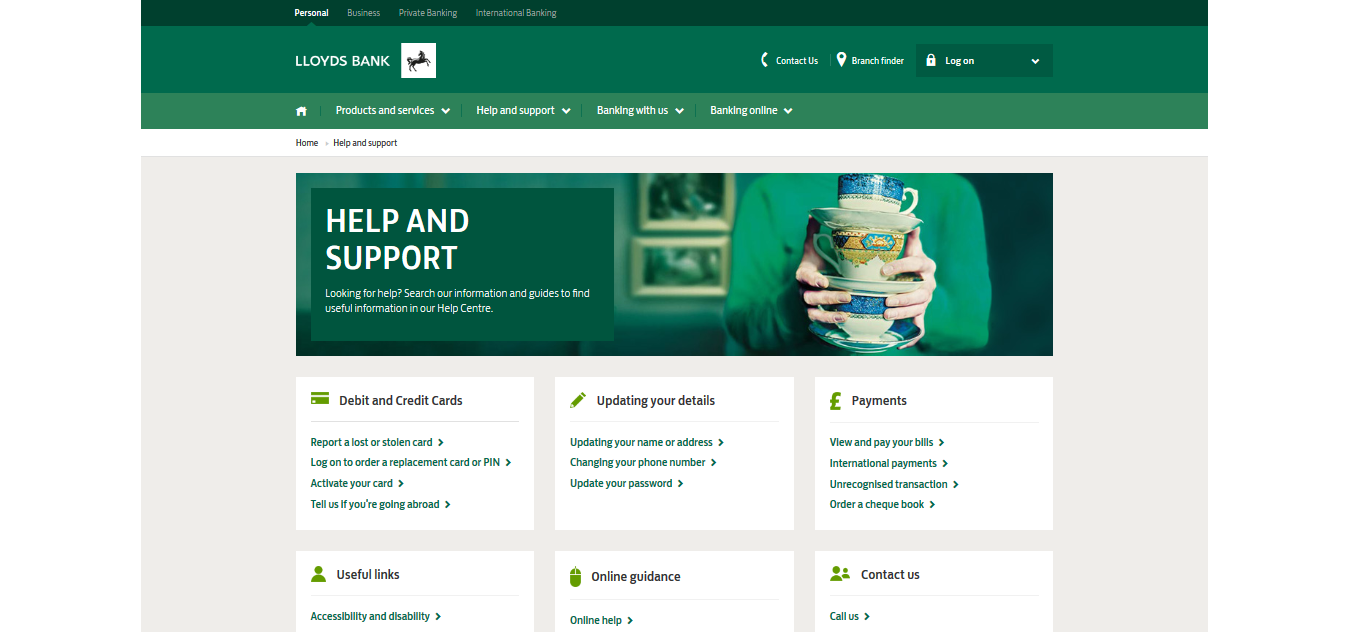 Personal Business Private Banking International Banking
LLOYDS BANK
Contact Us Branch finder Log on
Products and services Help and support Banking with us Banking online
Home Help and support
HELP AND
SUPPORT
Looking for help? Search our information and guides to find
useful information in our Help Centre.
Debit and Credit Cards
Report a lost or stolen card
Log on to order a replacement card or PIN
Activate your card
Tell us if you're going abroad
Updating your details
Updating your name or address
Changing your phone number
Update your password
£ Payments
View and pay your bills
International payments
Unrecognised transaction
Order a cheque book
Useful links
Accessibility and disability
Online guidance
Online help
Contact us
Call us